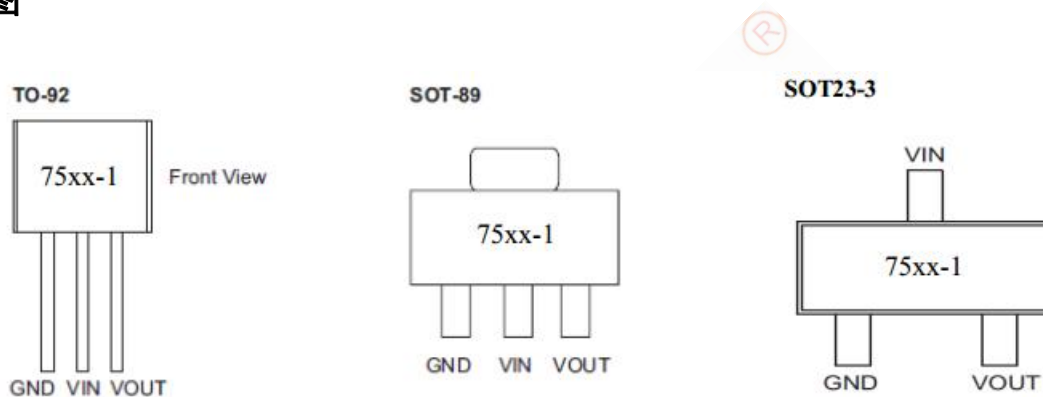 图
®
TO-92
75xx-1
Front View
GND VIN VOUT
SOT-89
75xx-1
GND VIN VOUT
SOT23-3
VIN
75xx-1
GND VOUT